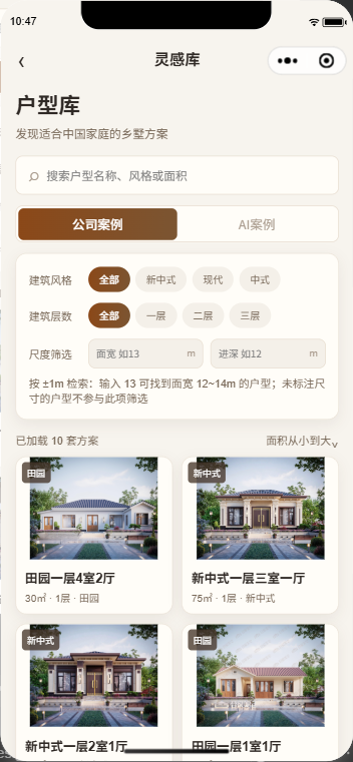 10:47
灵感库
户型库
发现适合中国家庭的乡墅方案
搜索户型名称、风格或面积
公司案例
AI案例
建筑风格 全部 新中式 现代 中式
建筑层数 全部 一层 二层 三层
尺度筛选 面宽 如13 m 进深 如12 m
按 ±1m 检索：输入 13 可找到面宽 12~14m 的户型；未标注尺
寸的户型不参与此项筛选
已加载 10 套方案
面积从小到大
田园
新中式
田园一层4室2厅
30㎡ · 1层 · 田园
新中式一层三室一厅
75㎡ · 1层 · 新中式
新中式
田园
新中式一层2室1厅
田园一层1室1厅